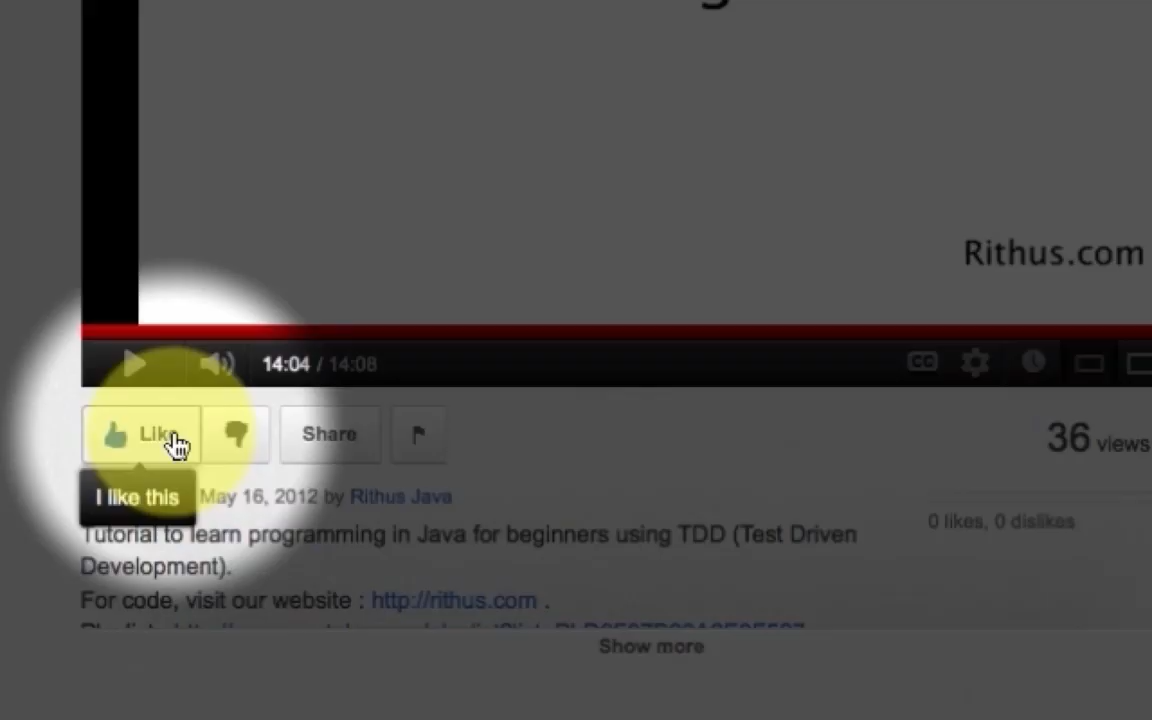 Rithus.com
14:04 / 14:08
CC
Like
Share
36 views
I like this
May 16, 2012 by Rithus Java
0 likes, 0 dislikes
Tutorial to learn programming in Java for beginners using TDD (Test Driven
Development).
For code, visit our website : http://rithus.com .
Show more